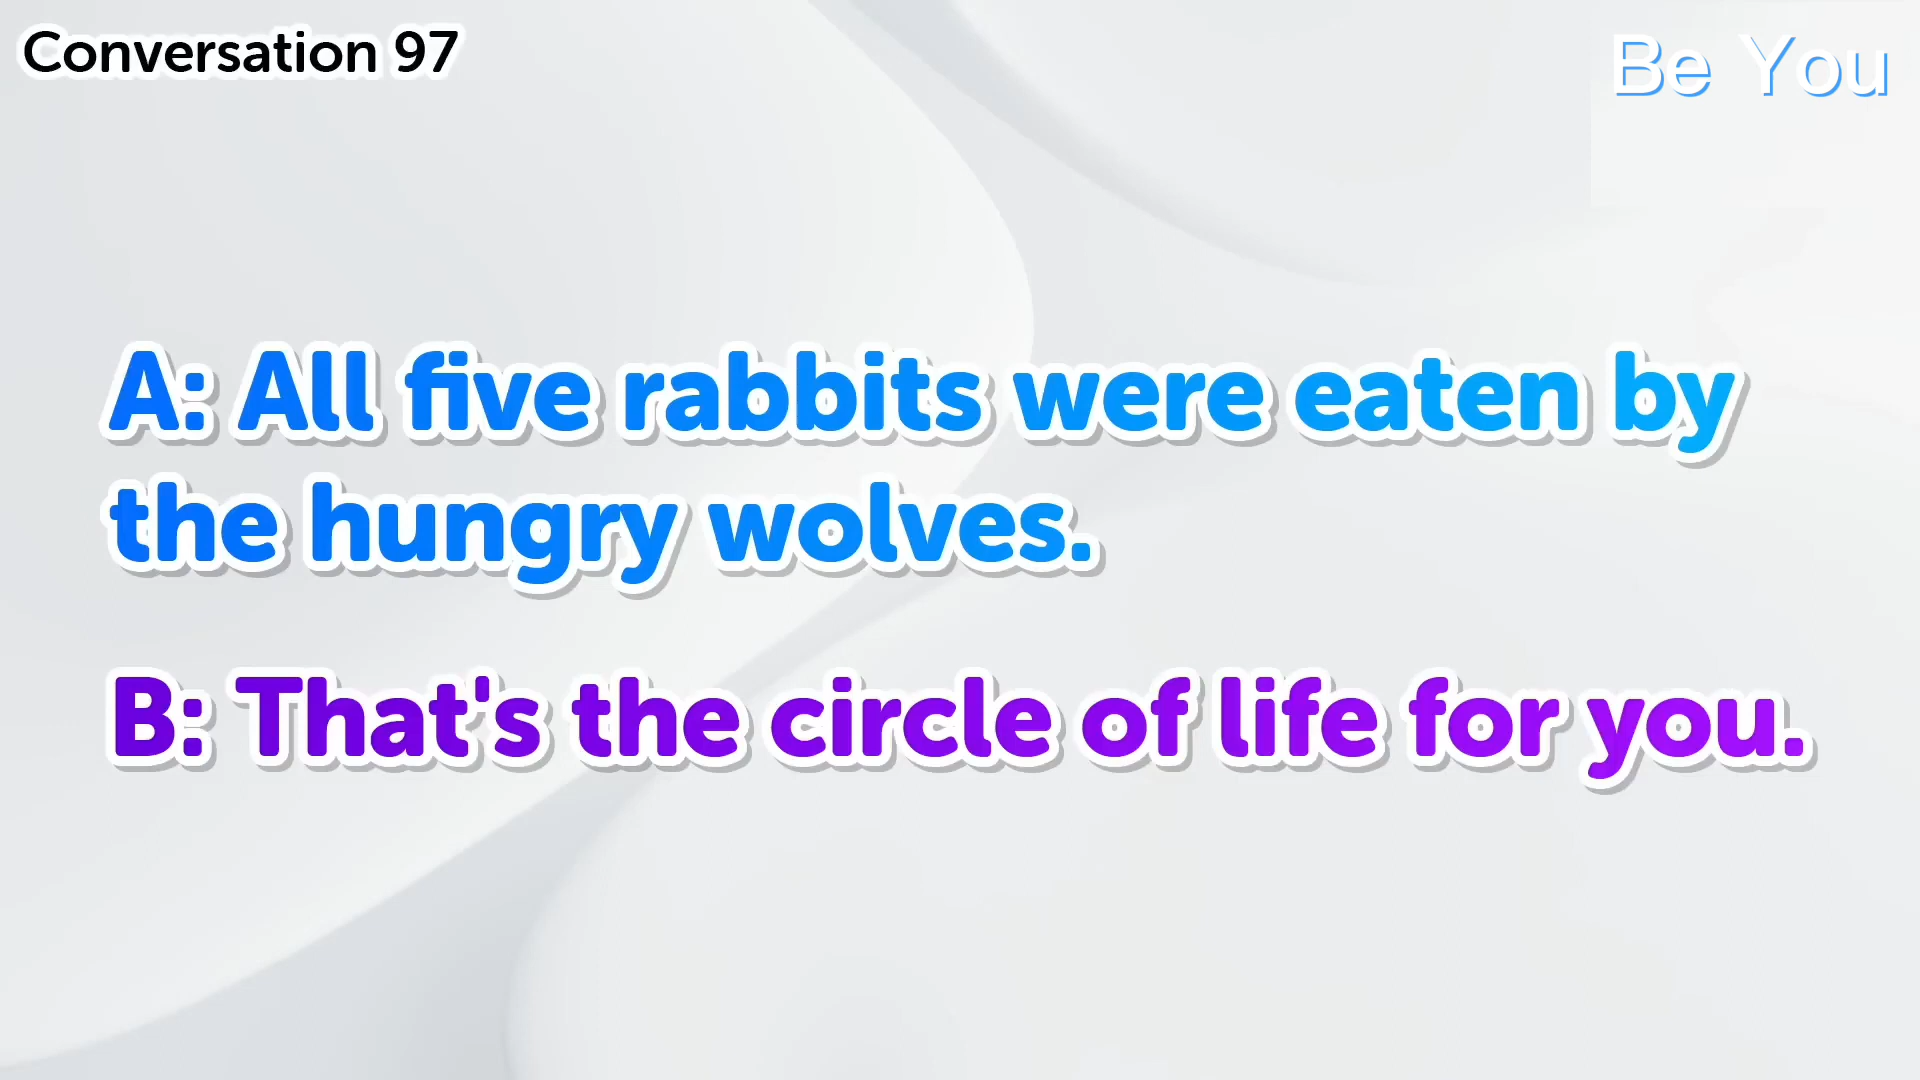 Conversation 97
Be You
A: All five rabbits were eaten by
the hungry wolves.
B: That's the circle of life for you.